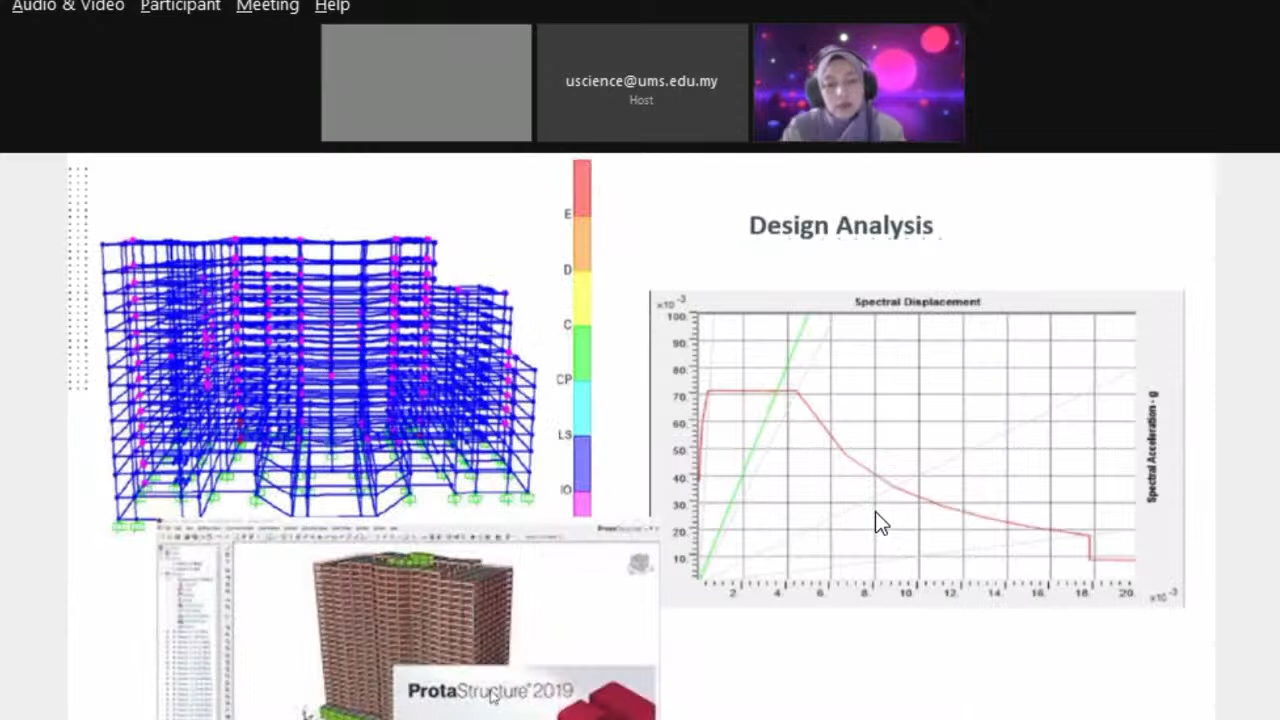 Audio & Video Participant Meeting Help
uscience@ums.edu.my
Host
E
D
C
CP
LS
IO
Design Analysis
Spectral Displacement
x10 -3
100.
90.
80.
70.
60.
50.
40.
30.
20.
10.
Spectral Acceleration - g
2. 4. 6. 8. 10. 12. 14. 16. 18. 20. x10 -3
ProtaStructure
ProtaStructure® 2019